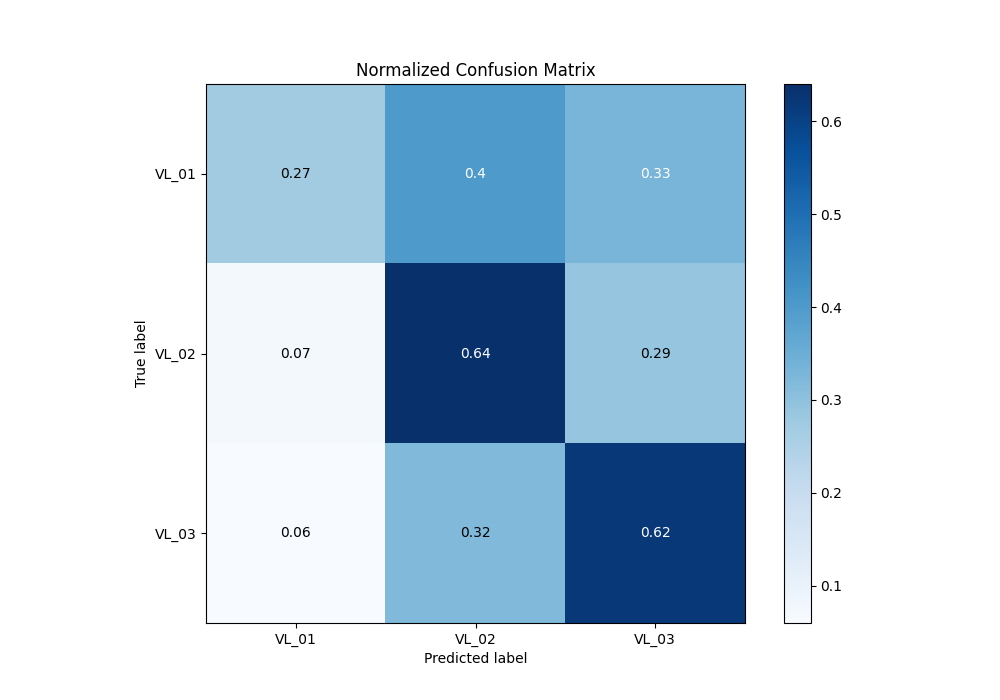 Normalized Confusion Matrix
VL_01
0.27
0.4
0.33
VL_02
0.07
0.64
0.29
VL_03
0.06
0.32
0.62
VL_01
VL_02
VL_03
Predicted label
True label
0.6
0.5
0.4
0.3
0.2
0.1